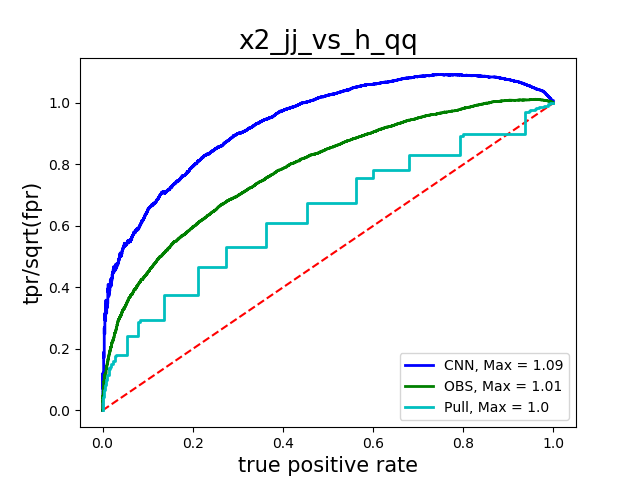 x2_jj_vs_h_qq
tpr/sqrt(fpr)
1.0
0.8
0.6
0.4
0.2
0.0
CNN, Max = 1.09
OBS, Max = 1.01
Pull, Max = 1.0
0.0 0.2 0.4 0.6 0.8 1.0
true positive rate